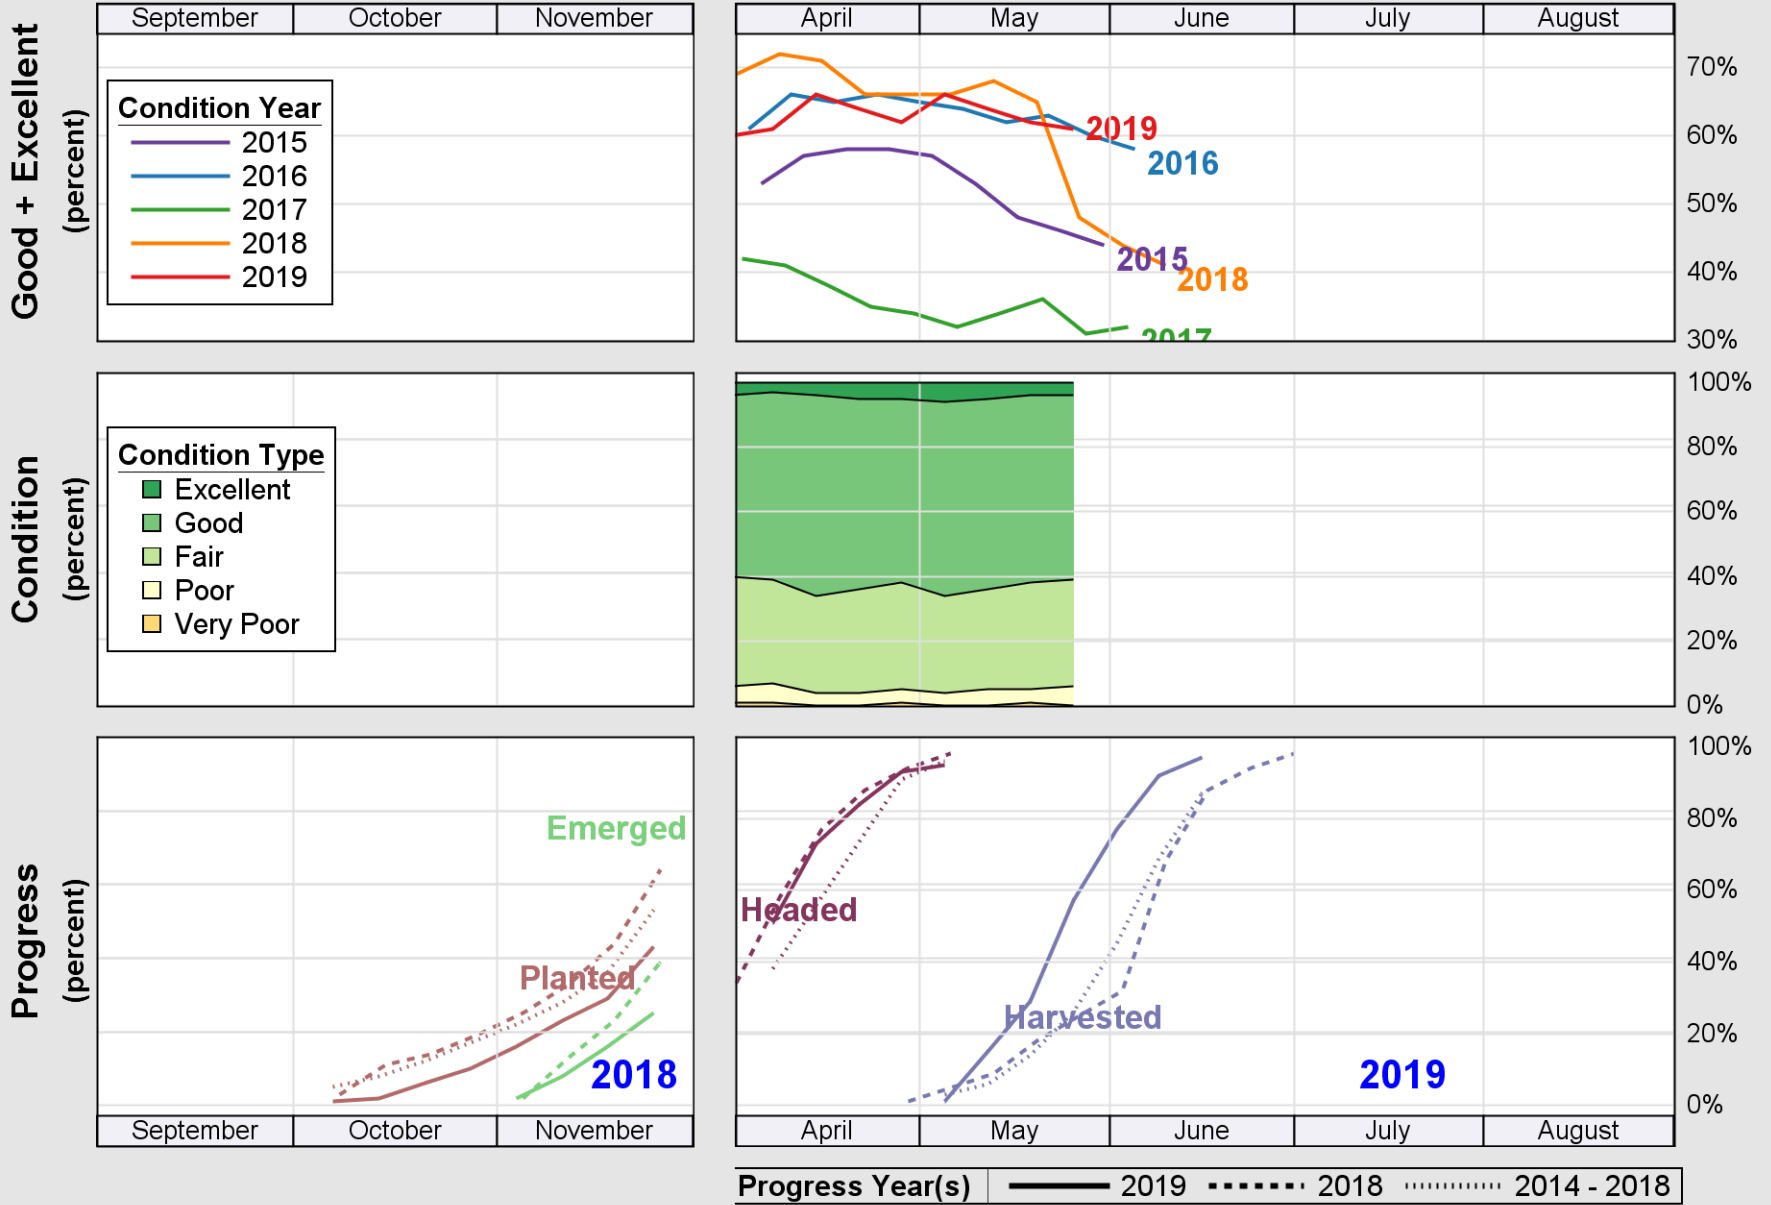 September October November April May June July August
Good + Excellent
(percent)
Condition Year
2015
2016
2017
2018
2019
2019
2016
2015
2018
2017
70%
60%
50%
40%
30%
Condition
(percent)
Condition Type
Excellent
Good
Fair
Poor
Very Poor
100%
80%
60%
40%
20%
0%
Progress
(percent)
Emerged
Planted
2018
Headed
Harvested
2019
100%
80%
60%
40%
20%
0%
September October November April May June July August
Progress Year(s) 2019 2018 2014 - 2018